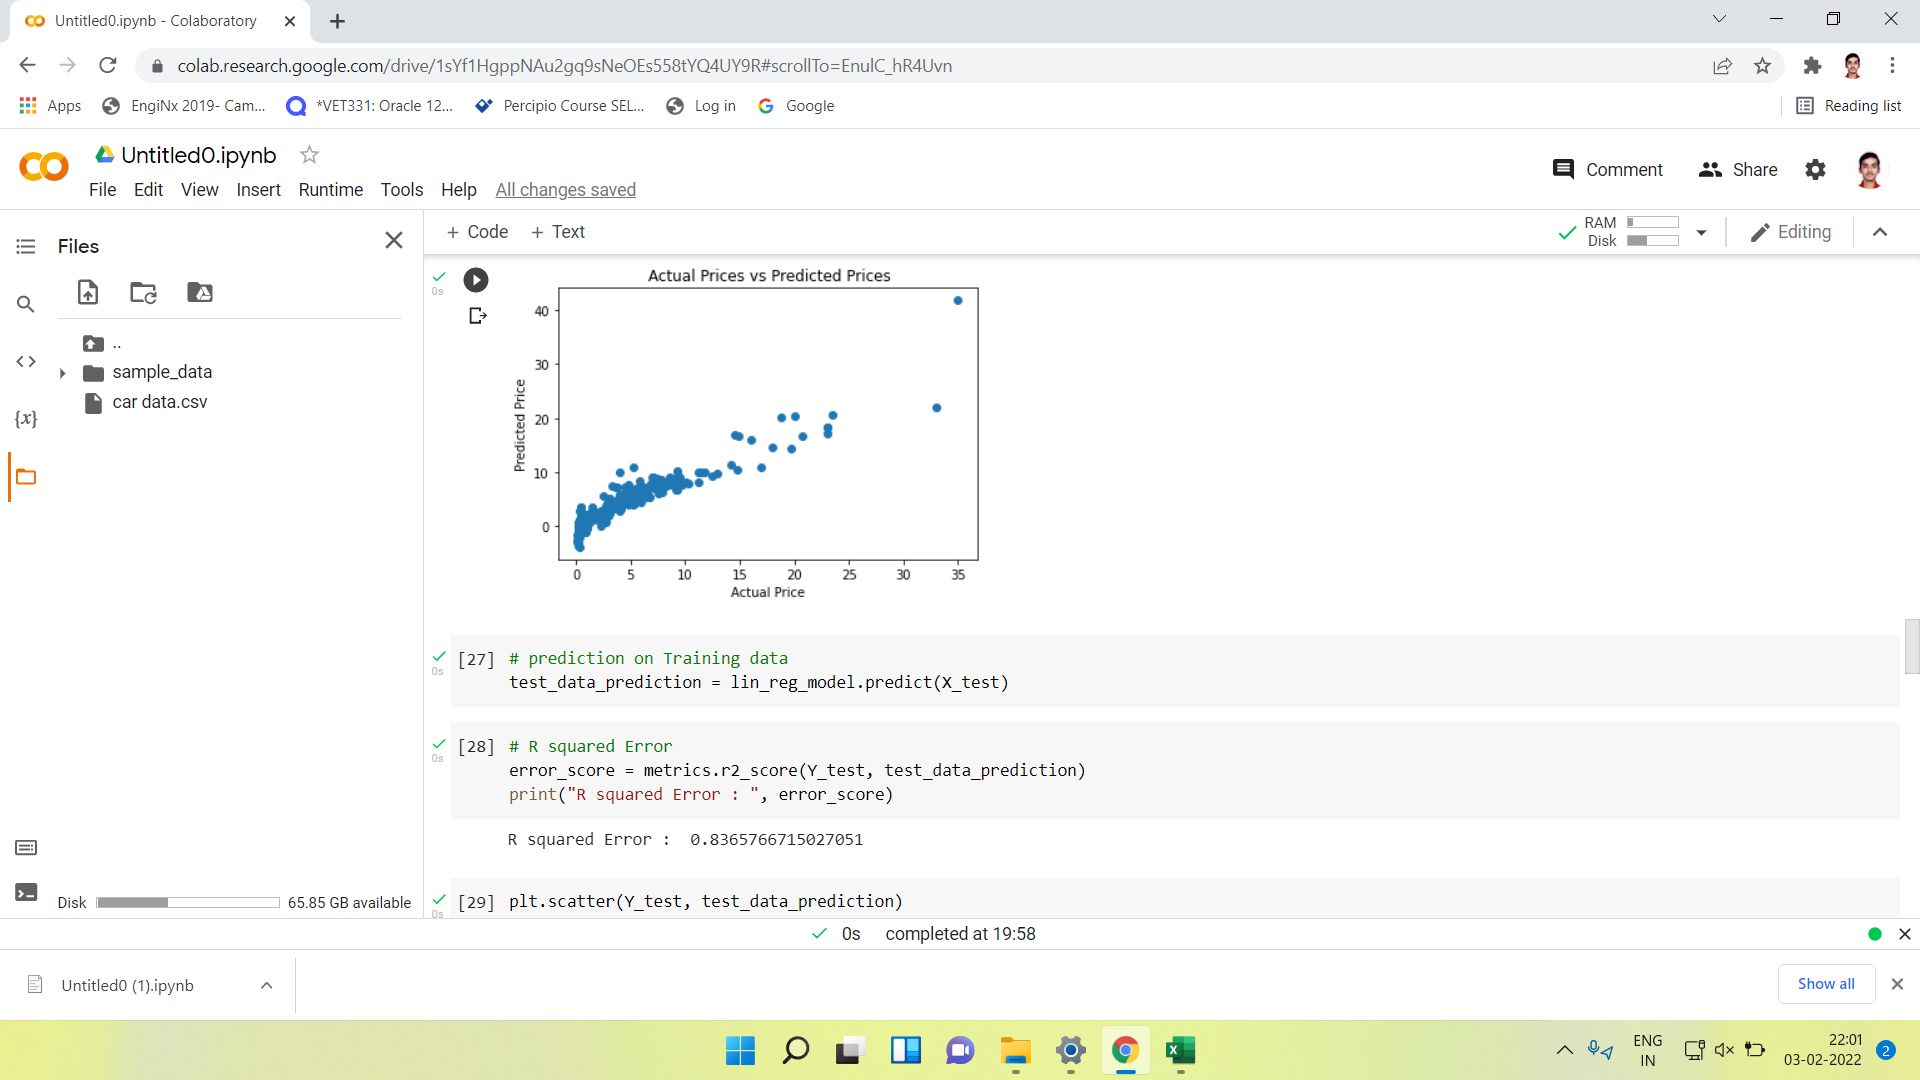 Untitled0.ipynb - Colaboratory
colab.research.google.com/drive/1sYf1HgppNAu2gq9sNeOEs558tYQ4UY9R#scrollTo=EnulC_hR4Uvn
Apps EngiNx 2019- Cam... *VET331: Oracle 12... Percipio Course SEL... Log in Google Reading list
Untitled0.ipynb
Comment Share
File Edit View Insert Runtime Tools Help All changes saved
Files
+ Code + Text
RAM
Disk
Editing
..
sample_data
car data.csv
{x}
0s
Actual Prices vs Predicted Prices
40
30
20
10
0
Predicted Price
0 5 10 15 20 25 30 35
Actual Price
0s
[27] # prediction on Training data
test_data_prediction = lin_reg_model.predict(X_test)
0s
[28] # R squared Error
error_score = metrics.r2_score(Y_test, test_data_prediction)
print("R squared Error : ", error_score)
R squared Error :  0.8365766715027051
0s
[29] plt.scatter(Y_test, test_data_prediction)
Disk 65.85 GB available
0s completed at 19:58
Untitled0 (1).ipynb
Show all
ENG
IN
22:01
03-02-2022
2